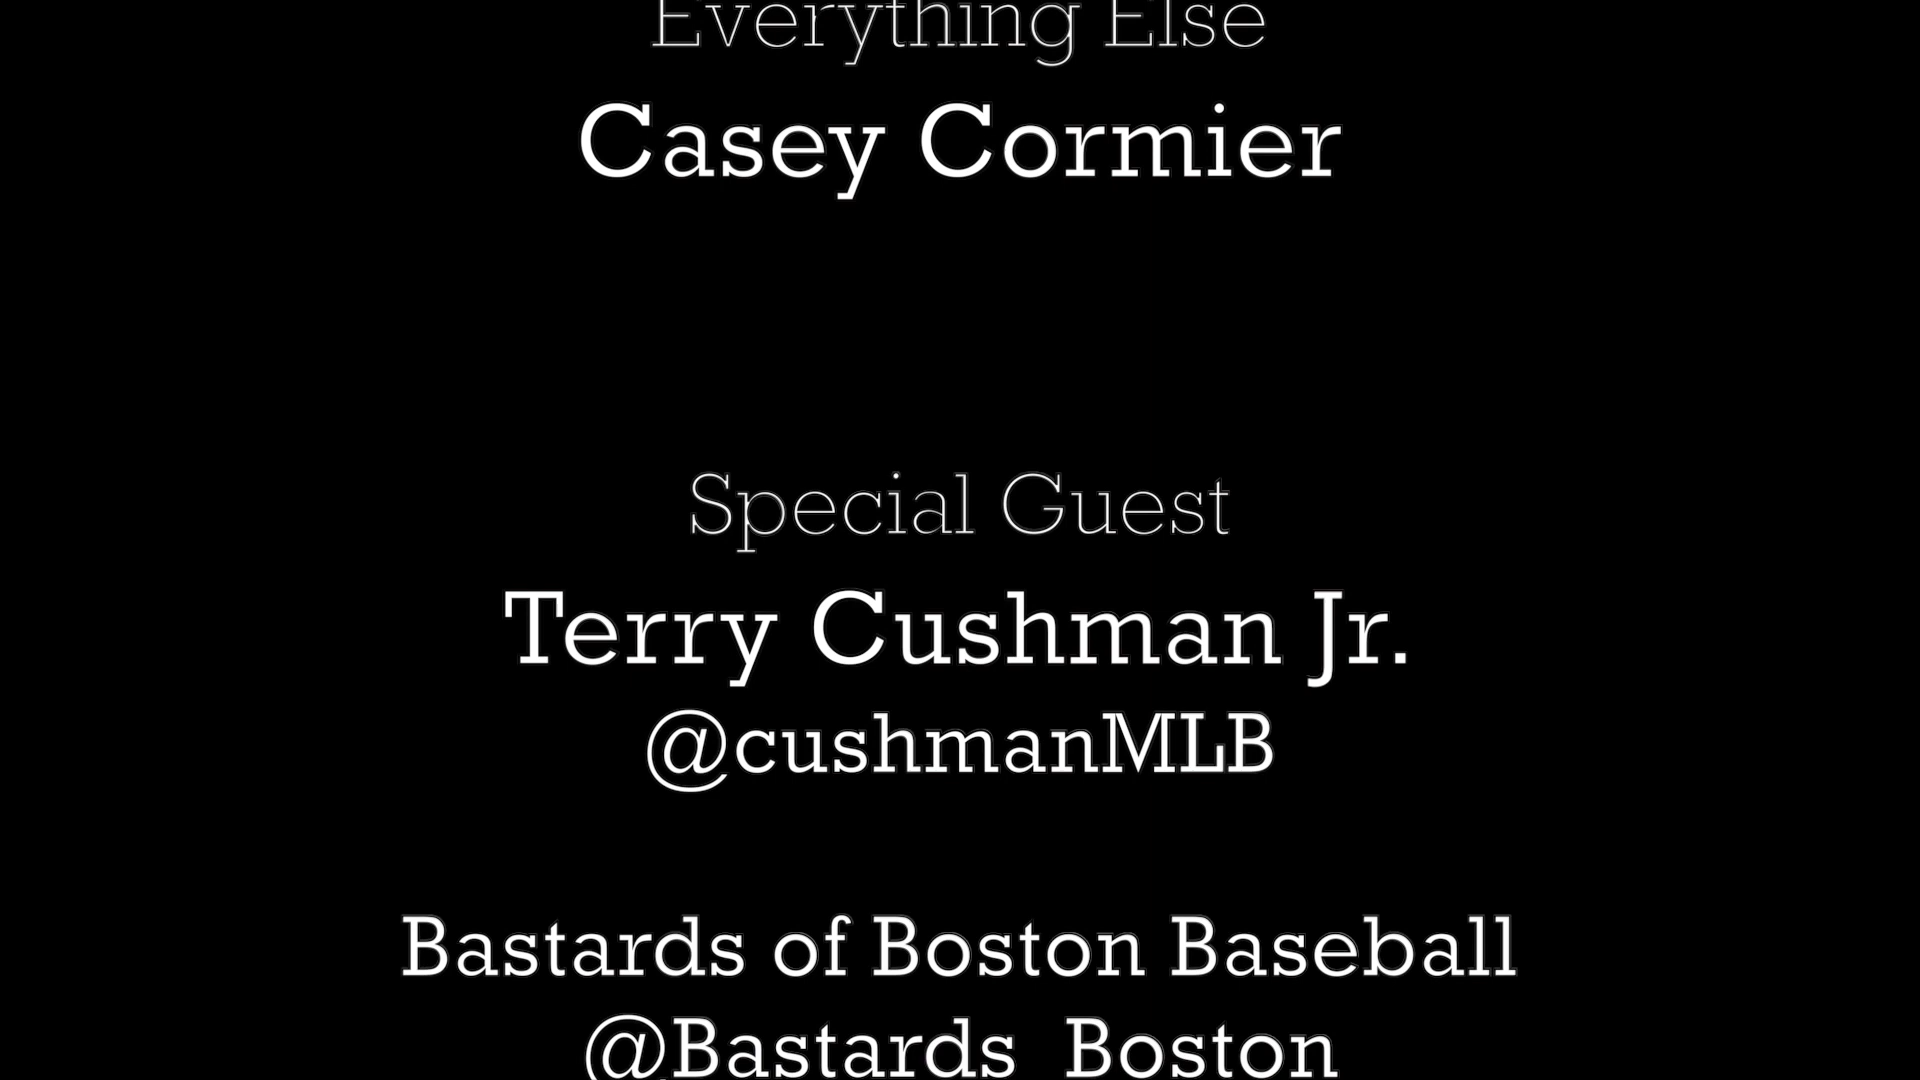 Everything Else
Casey Cormier
Special Guest
Terry Cushman Jr.
@cushmanMLB
Bastards of Boston Baseball
@Bastards_Boston